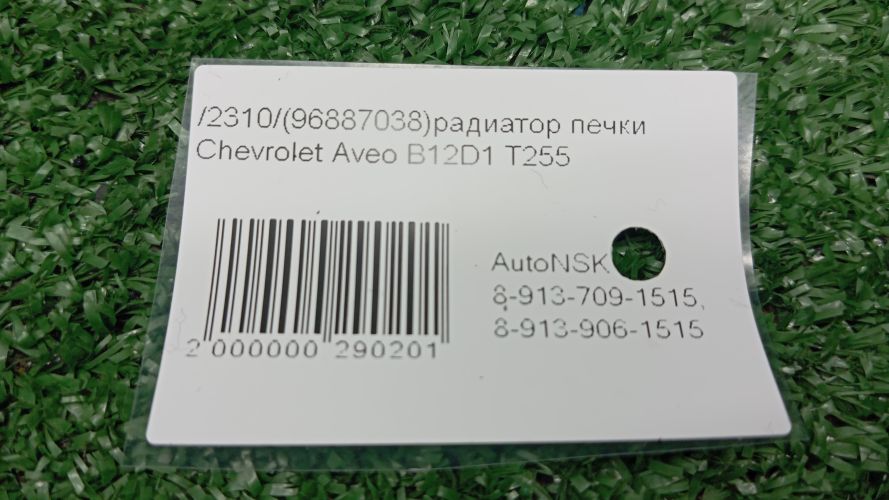 /2310/(96887038)радиатор печки
Chevrolet Aveo B12D1 T255
AutoNSK
8-913-709-1515,
8-913-906-1515
2 000000 290201